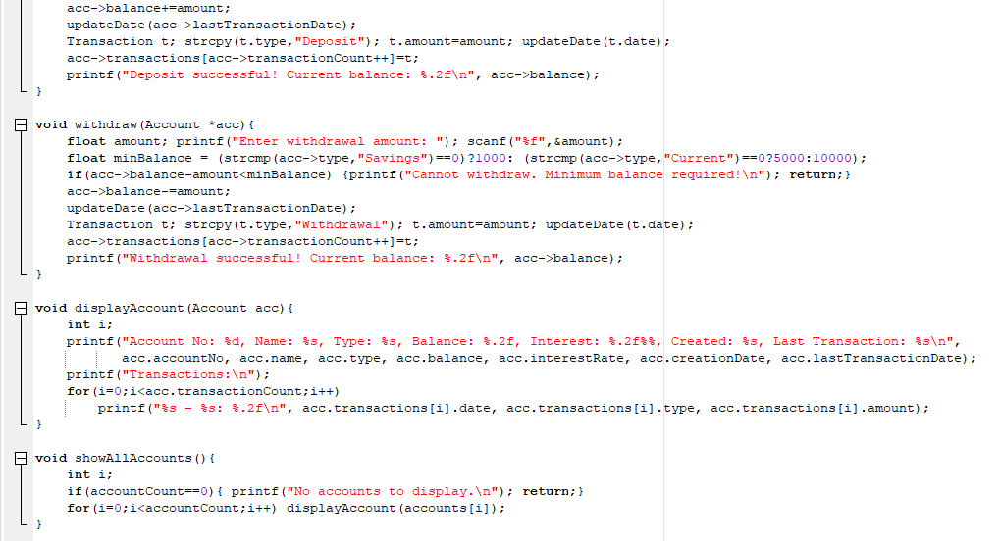 acc->balance+=amount;
updateDate(acc->lastTransactionDate);
Transaction t; strcpy(t.type,"Deposit"); t.amount=amount; updateDate(t.date);
acc->transactions[acc->transactionCount++]=t;
printf("Deposit successful! Current balance: %.2f\n", acc->balance);
}
void withdraw(Account *acc){
float amount; printf("Enter withdrawal amount: "); scanf("%f",&amount);
float minBalance = (strcmp(acc->type,"Savings")==0)?1000: (strcmp(acc->type,"Current")==0?5000:10000);
if(acc->balance-amount<minBalance) {printf("Cannot withdraw. Minimum balance required!\n"); return;}
acc->balance-=amount;
updateDate(acc->lastTransactionDate);
Transaction t; strcpy(t.type,"Withdrawal"); t.amount=amount; updateDate(t.date);
acc->transactions[acc->transactionCount++]=t;
printf("Withdrawal successful! Current balance: %.2f\n", acc->balance);
}
void displayAccount(Account acc){
int i;
printf("Account No: %d, Name: %s, Type: %s, Balance: %.2f, Interest: %.2f%%, Created: %s, Last Transaction: %s\n",
acc.accountNo, acc.name, acc.type, acc.balance, acc.interestRate, acc.creationDate, acc.lastTransactionDate);
printf("Transactions:\n");
for(i=0;i<acc.transactionCount;i++)
printf("%s - %s: %.2f\n", acc.transactions[i].date, acc.transactions[i].type, acc.transactions[i].amount);
}
void showAllAccounts(){
int i;
if(accountCount==0){ printf("No accounts to display.\n"); return;}
for(i=0;i<accountCount;i++) displayAccount(accounts[i]);
}